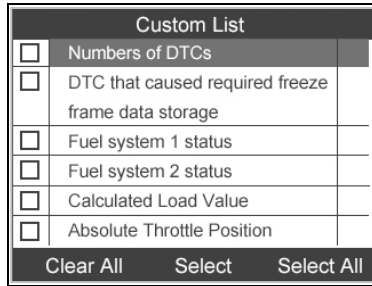 Custom List
Numbers of DTCs
DTC that caused required freeze
frame data storage
Fuel system 1 status
Fuel system 2 status
Calculated Load Value
Absolute Throttle Position
Clear All Select Select All